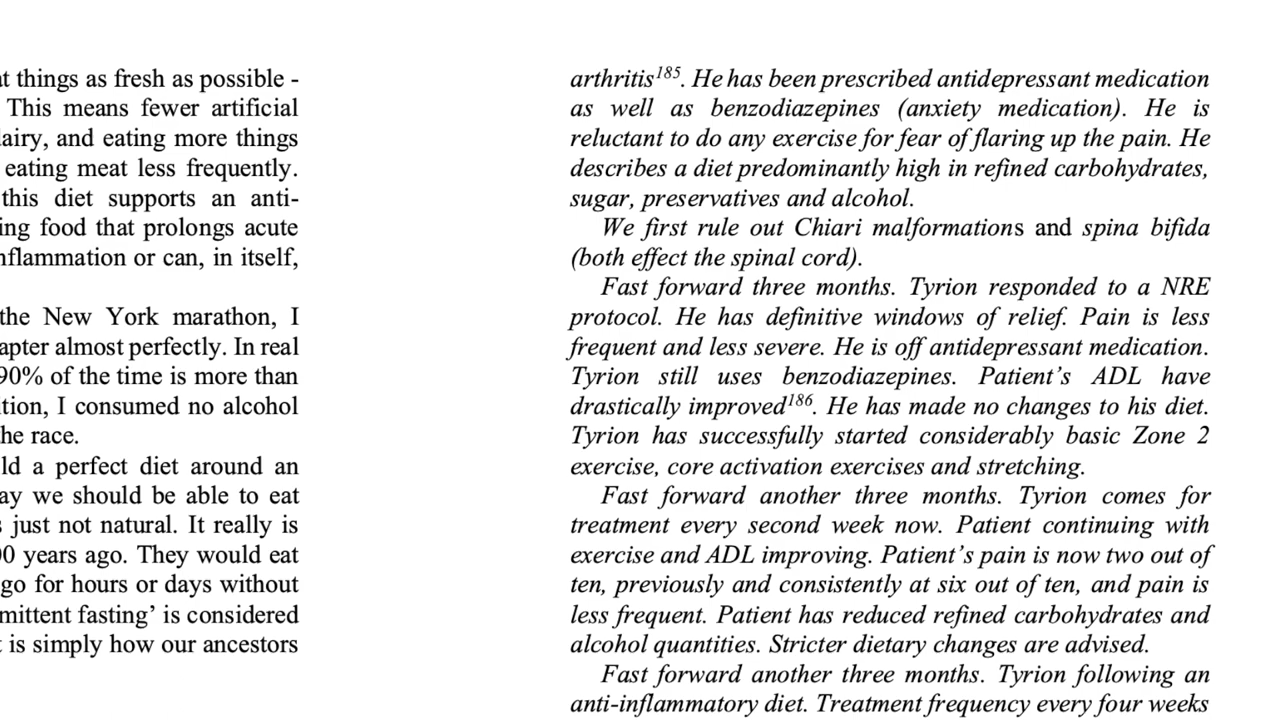 t things as fresh as possible -
This means fewer artificial
dairy, and eating more things
eating meat less frequently.
this diet supports an anti-
ing food that prolongs acute
nflammation or can, in itself,
the New York marathon, I
apter almost perfectly. In real
90% of the time is more than
tion, I consumed no alcohol
he race.
ld a perfect diet around an
ay we should be able to eat
s just not natural. It really is
00 years ago. They would eat
go for hours or days without
mittent fasting’ is considered
t is simply how our ancestors
arthritis185. He has been prescribed antidepressant medication
as well as benzodiazepines (anxiety medication). He is
reluctant to do any exercise for fear of flaring up the pain. He
describes a diet predominantly high in refined carbohydrates,
sugar, preservatives and alcohol.
We first rule out Chiari malformations and spina bifida
(both effect the spinal cord).
Fast forward three months. Tyrion responded to a NRE
protocol. He has definitive windows of relief. Pain is less
frequent and less severe. He is off antidepressant medication.
Tyrion still uses benzodiazepines. Patient’s ADL have
drastically improved186. He has made no changes to his diet.
Tyrion has successfully started considerably basic Zone 2
exercise, core activation exercises and stretching.
Fast forward another three months. Tyrion comes for
treatment every second week now. Patient continuing with
exercise and ADL improving. Patient’s pain is now two out of
ten, previously and consistently at six out of ten, and pain is
less frequent. Patient has reduced refined carbohydrates and
alcohol quantities. Stricter dietary changes are advised.
Fast forward another three months. Tyrion following an
anti-inflammatory diet. Treatment frequency every four weeks